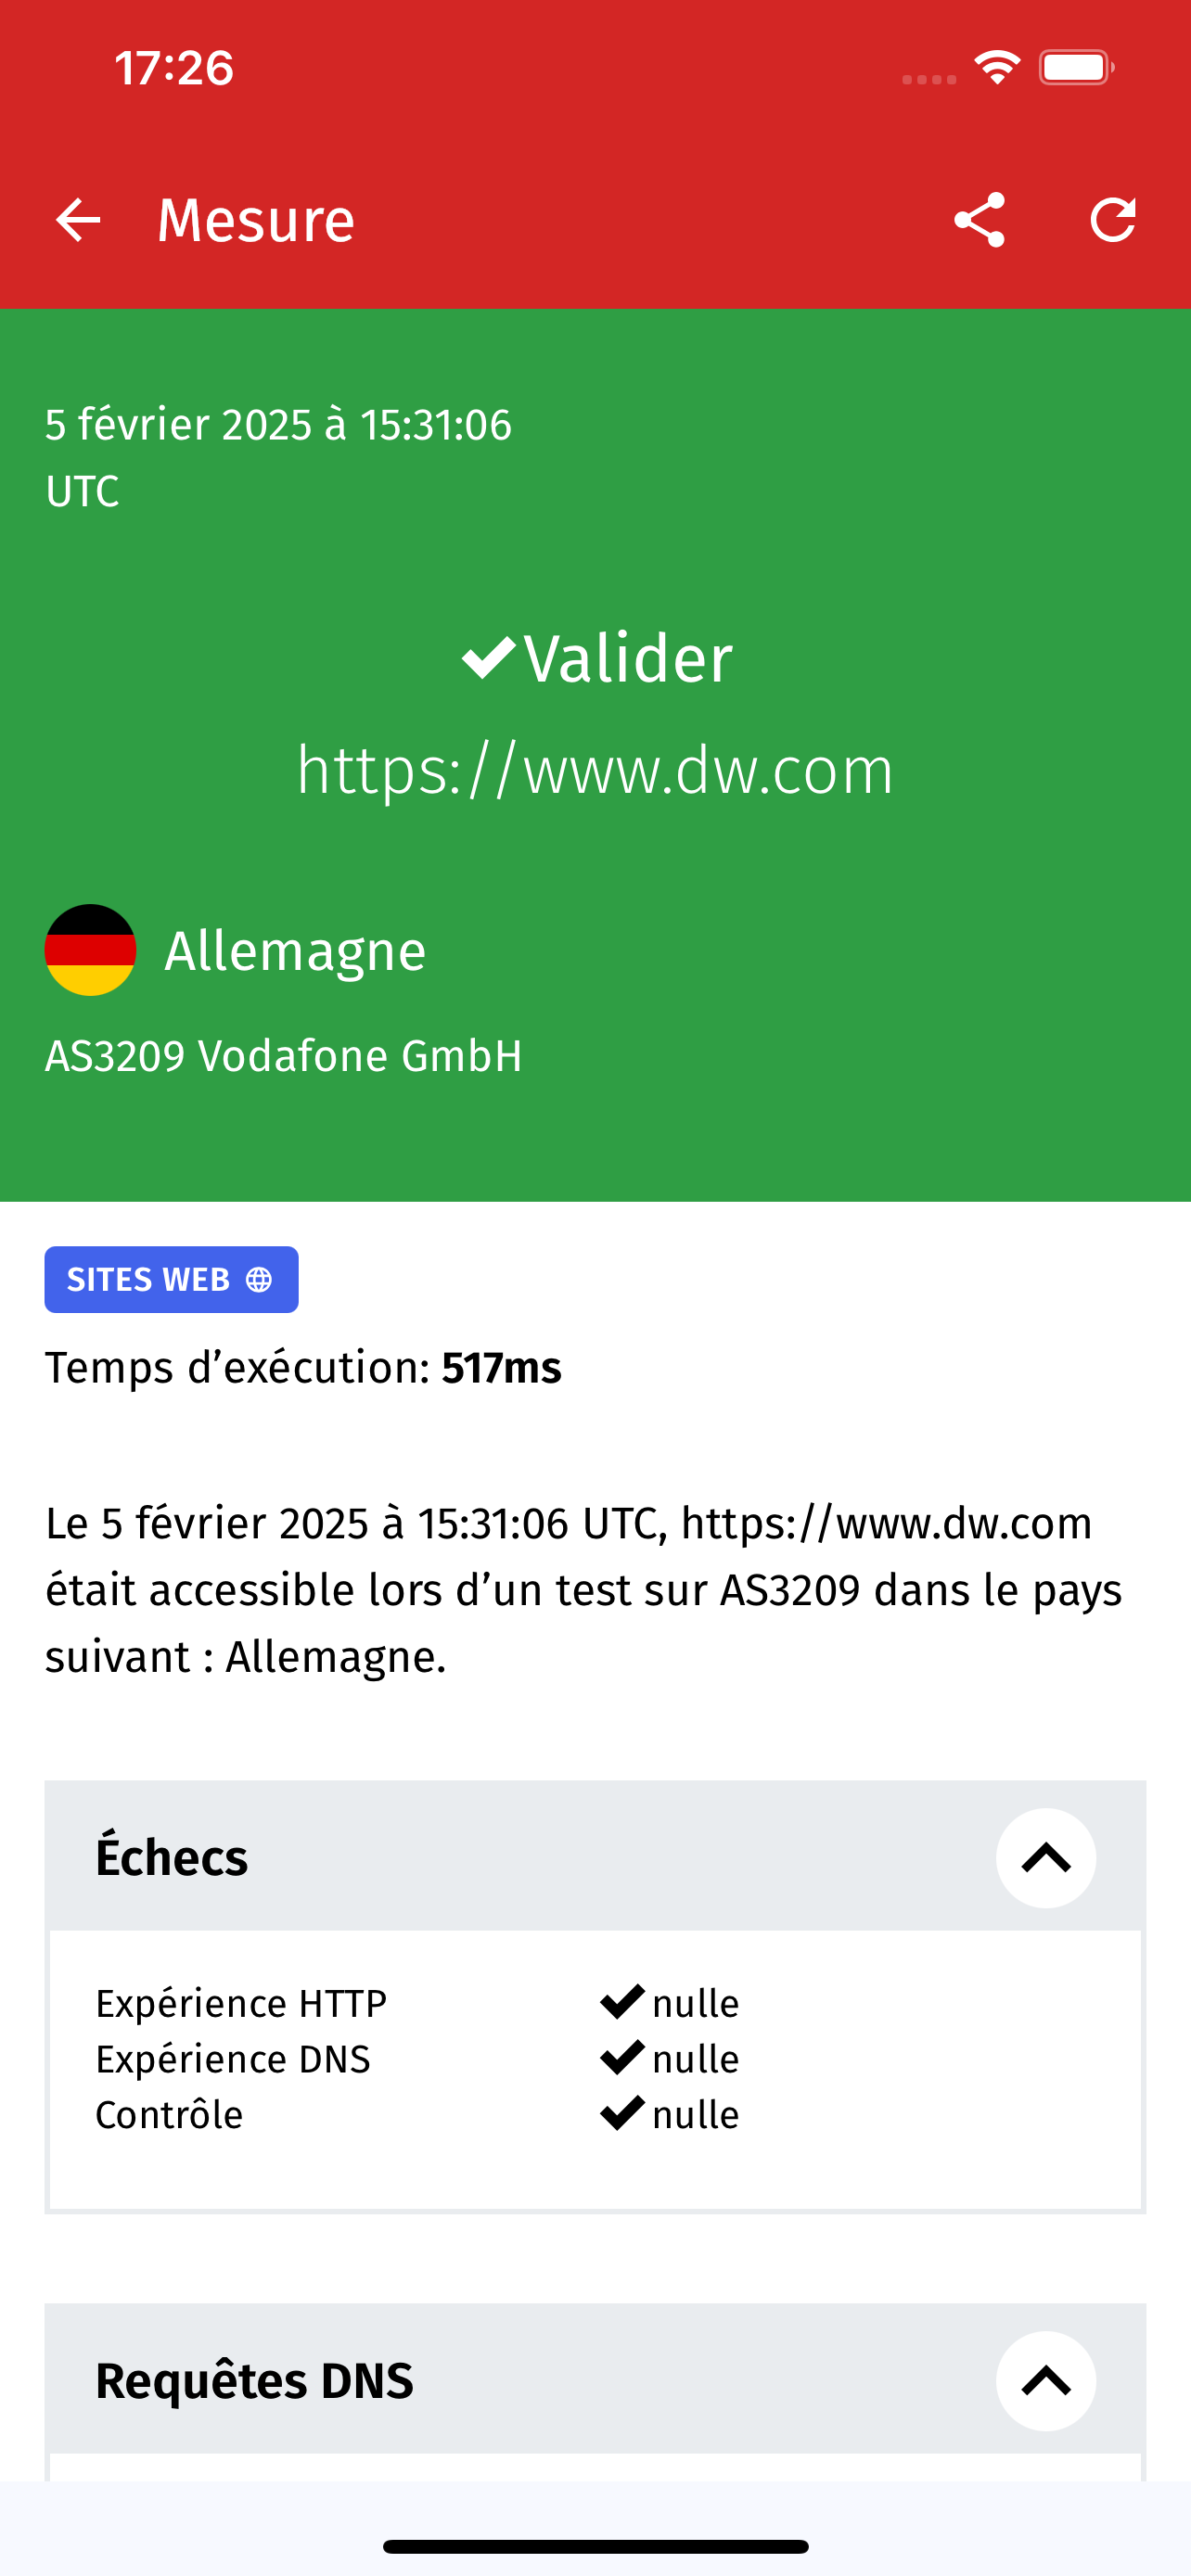 17:26
Mesure
5 février 2025 à 15:31:06
UTC
Valider
https://www.dw.com
Allemagne
AS3209 Vodafone GmbH
SITES WEB
Temps d’exécution: 517ms
Le 5 février 2025 à 15:31:06 UTC, https://www.dw.com
était accessible lors d’un test sur AS3209 dans le pays
suivant : Allemagne.
Échecs
Expérience HTTP nulle
Expérience DNS nulle
Contrôle nulle
Requêtes DNS